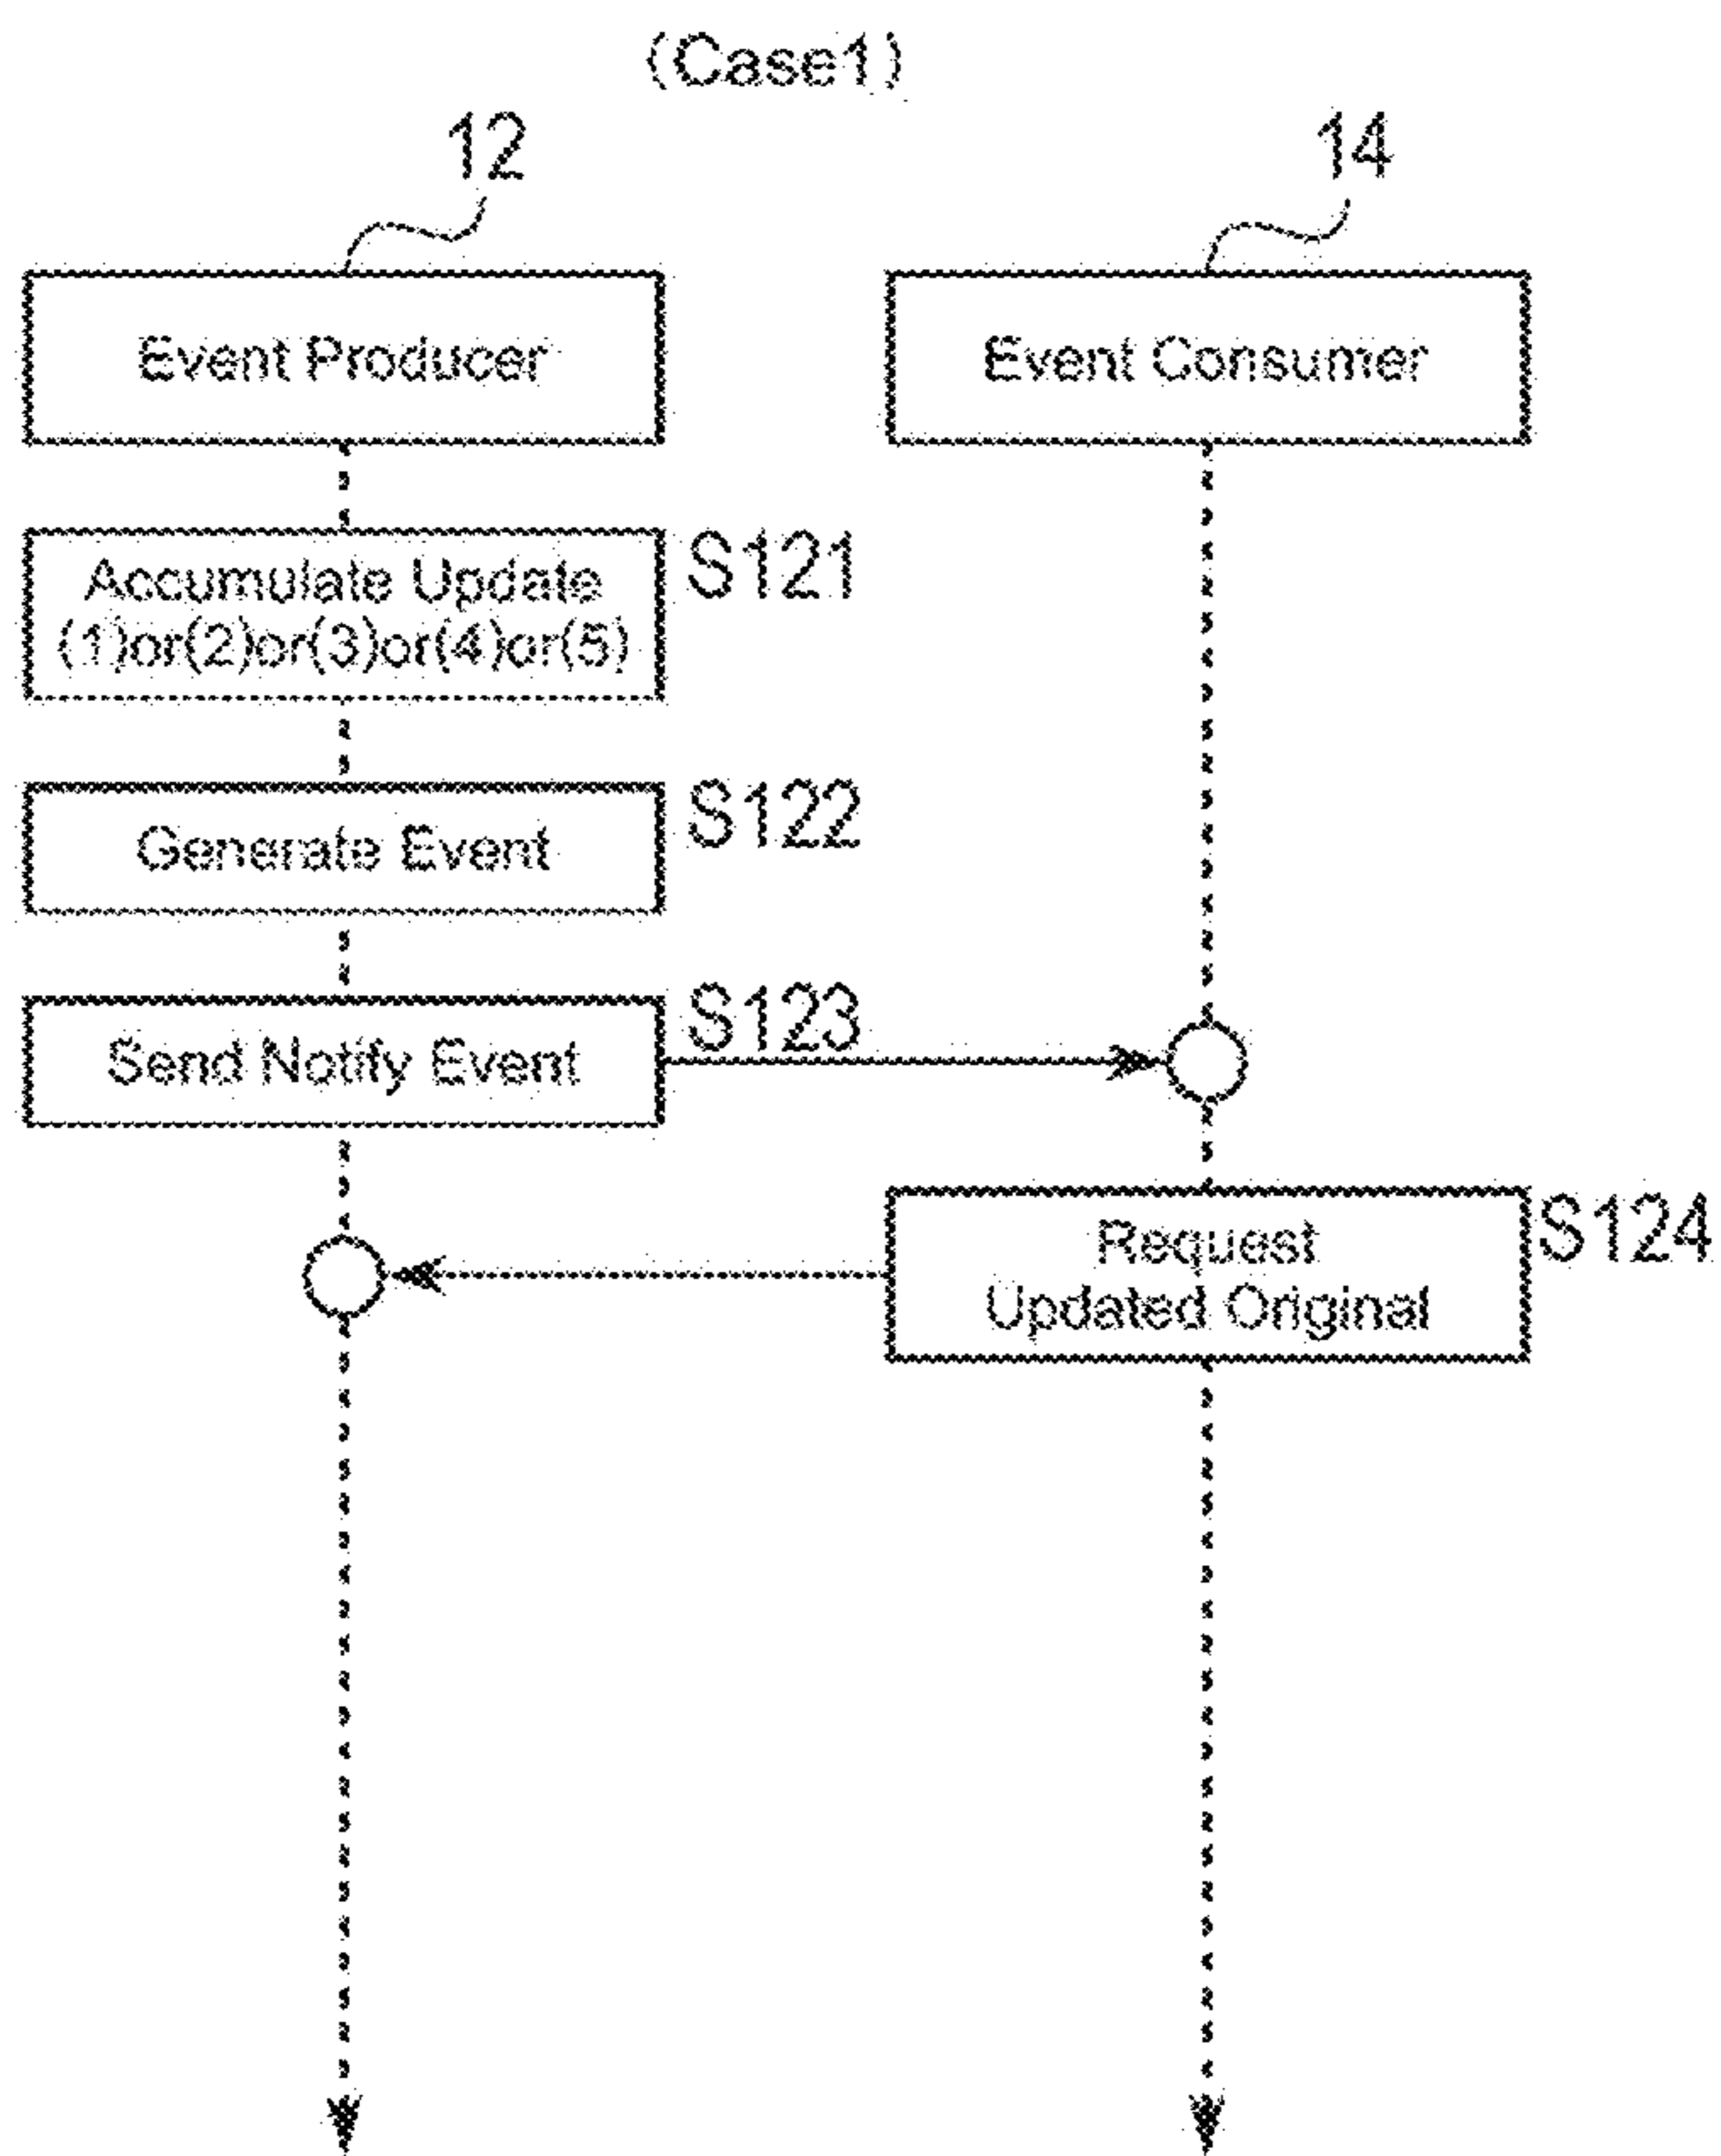 (Case1)
12
14
Event Producer
Event Consumer
Accumulate Update
(1)or(2)or(3)or(4)or(5)
S121
Generate Event
S122
Send Notify Event
S123
Request
Updated Original
S124